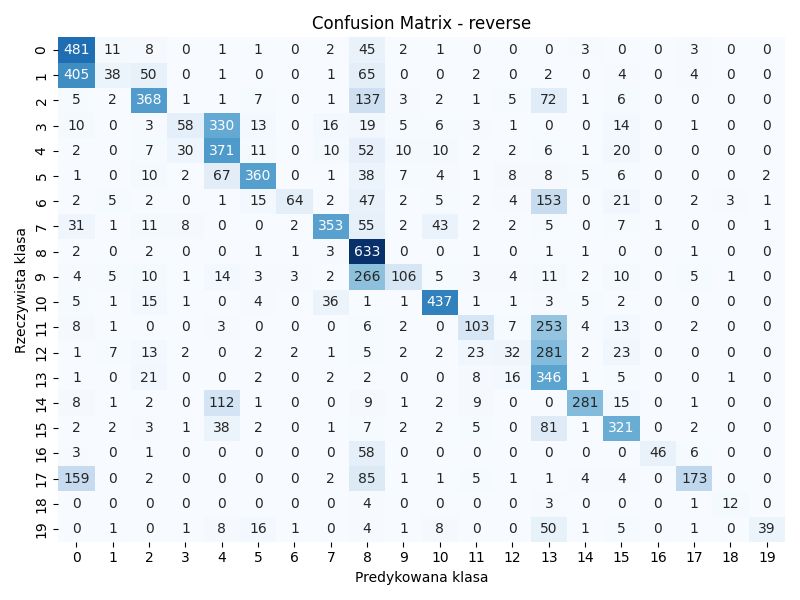 Confusion Matrix - reverse
Rzeczywista klasa
0 481 11 8 0 1 1 0 2 45 2 1 0 0 0 3 0 0 3 0 0
1 405 38 50 0 1 0 0 1 65 0 0 2 0 2 0 4 0 4 0 0
2 5 2 368 1 1 7 0 1 137 3 2 1 5 72 1 6 0 0 0 0
3 10 0 3 58 330 13 0 16 19 5 6 3 1 0 0 14 0 1 0 0
4 2 0 7 30 371 11 0 10 52 10 10 2 2 6 1 20 0 0 0 0
5 1 0 10 2 67 360 0 1 38 7 4 1 8 8 5 6 0 0 0 2
6 2 5 2 0 1 15 64 2 47 2 5 2 4 153 0 21 0 2 3 1
7 31 1 11 8 0 0 2 353 55 2 43 2 2 5 0 7 1 0 0 1
8 2 0 2 0 0 1 1 3 633 0 0 1 0 1 1 0 0 1 0 0
9 4 5 10 1 14 3 3 2 266 106 5 3 4 11 2 10 0 5 1 0
10 5 1 15 1 0 4 0 36 1 1 437 1 1 3 5 2 0 0 0 0
11 8 1 0 0 3 0 0 0 6 2 0 103 7 253 4 13 0 2 0 0
12 1 7 13 2 0 2 2 1 5 2 2 23 32 281 2 23 0 0 0 0
13 1 0 21 0 0 2 0 2 2 0 0 8 16 346 1 5 0 0 1 0
14 8 1 2 0 112 1 0 0 9 1 2 9 0 0 281 15 0 1 0 0
15 2 2 3 1 38 2 0 1 7 2 2 5 0 81 1 321 0 2 0 0
16 3 0 1 0 0 0 0 0 58 0 0 0 0 0 0 0 46 6 0 0
17 159 0 2 0 0 0 0 2 85 1 1 5 1 1 4 4 0 173 0 0
18 0 0 0 0 0 0 0 0 4 0 0 0 0 3 0 0 0 1 12 0
19 0 1 0 1 8 16 1 0 4 1 8 0 0 50 1 5 0 1 0 39
0 1 2 3 4 5 6 7 8 9 10 11 12 13 14 15 16 17 18 19
Predykowana klasa